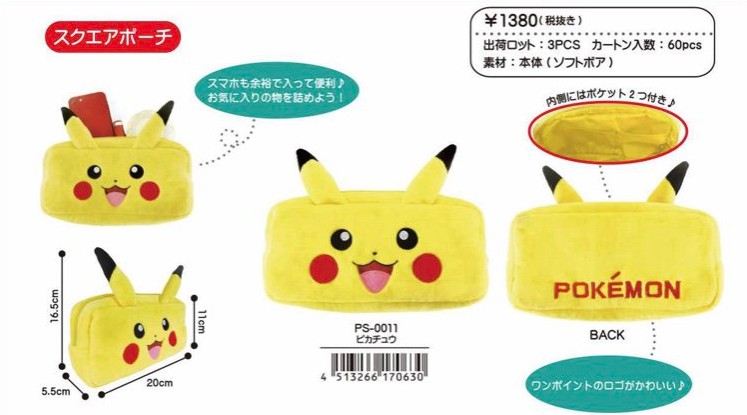 スクエアポーチ
¥1380(税抜き)
出荷ロット：3PCS カートン入数：60pcs
素材：本体（ソフトボア）
スマホも余裕で入って便利♪
お気に入りの物を詰めよう！
内側にはポケット2つ付き♪
16.5cm
11cm
5.5cm
20cm
PS-0011
ピカチュウ
4 513266 170630
POKÉMON
BACK
ワンポイントのロゴがかわいい♪